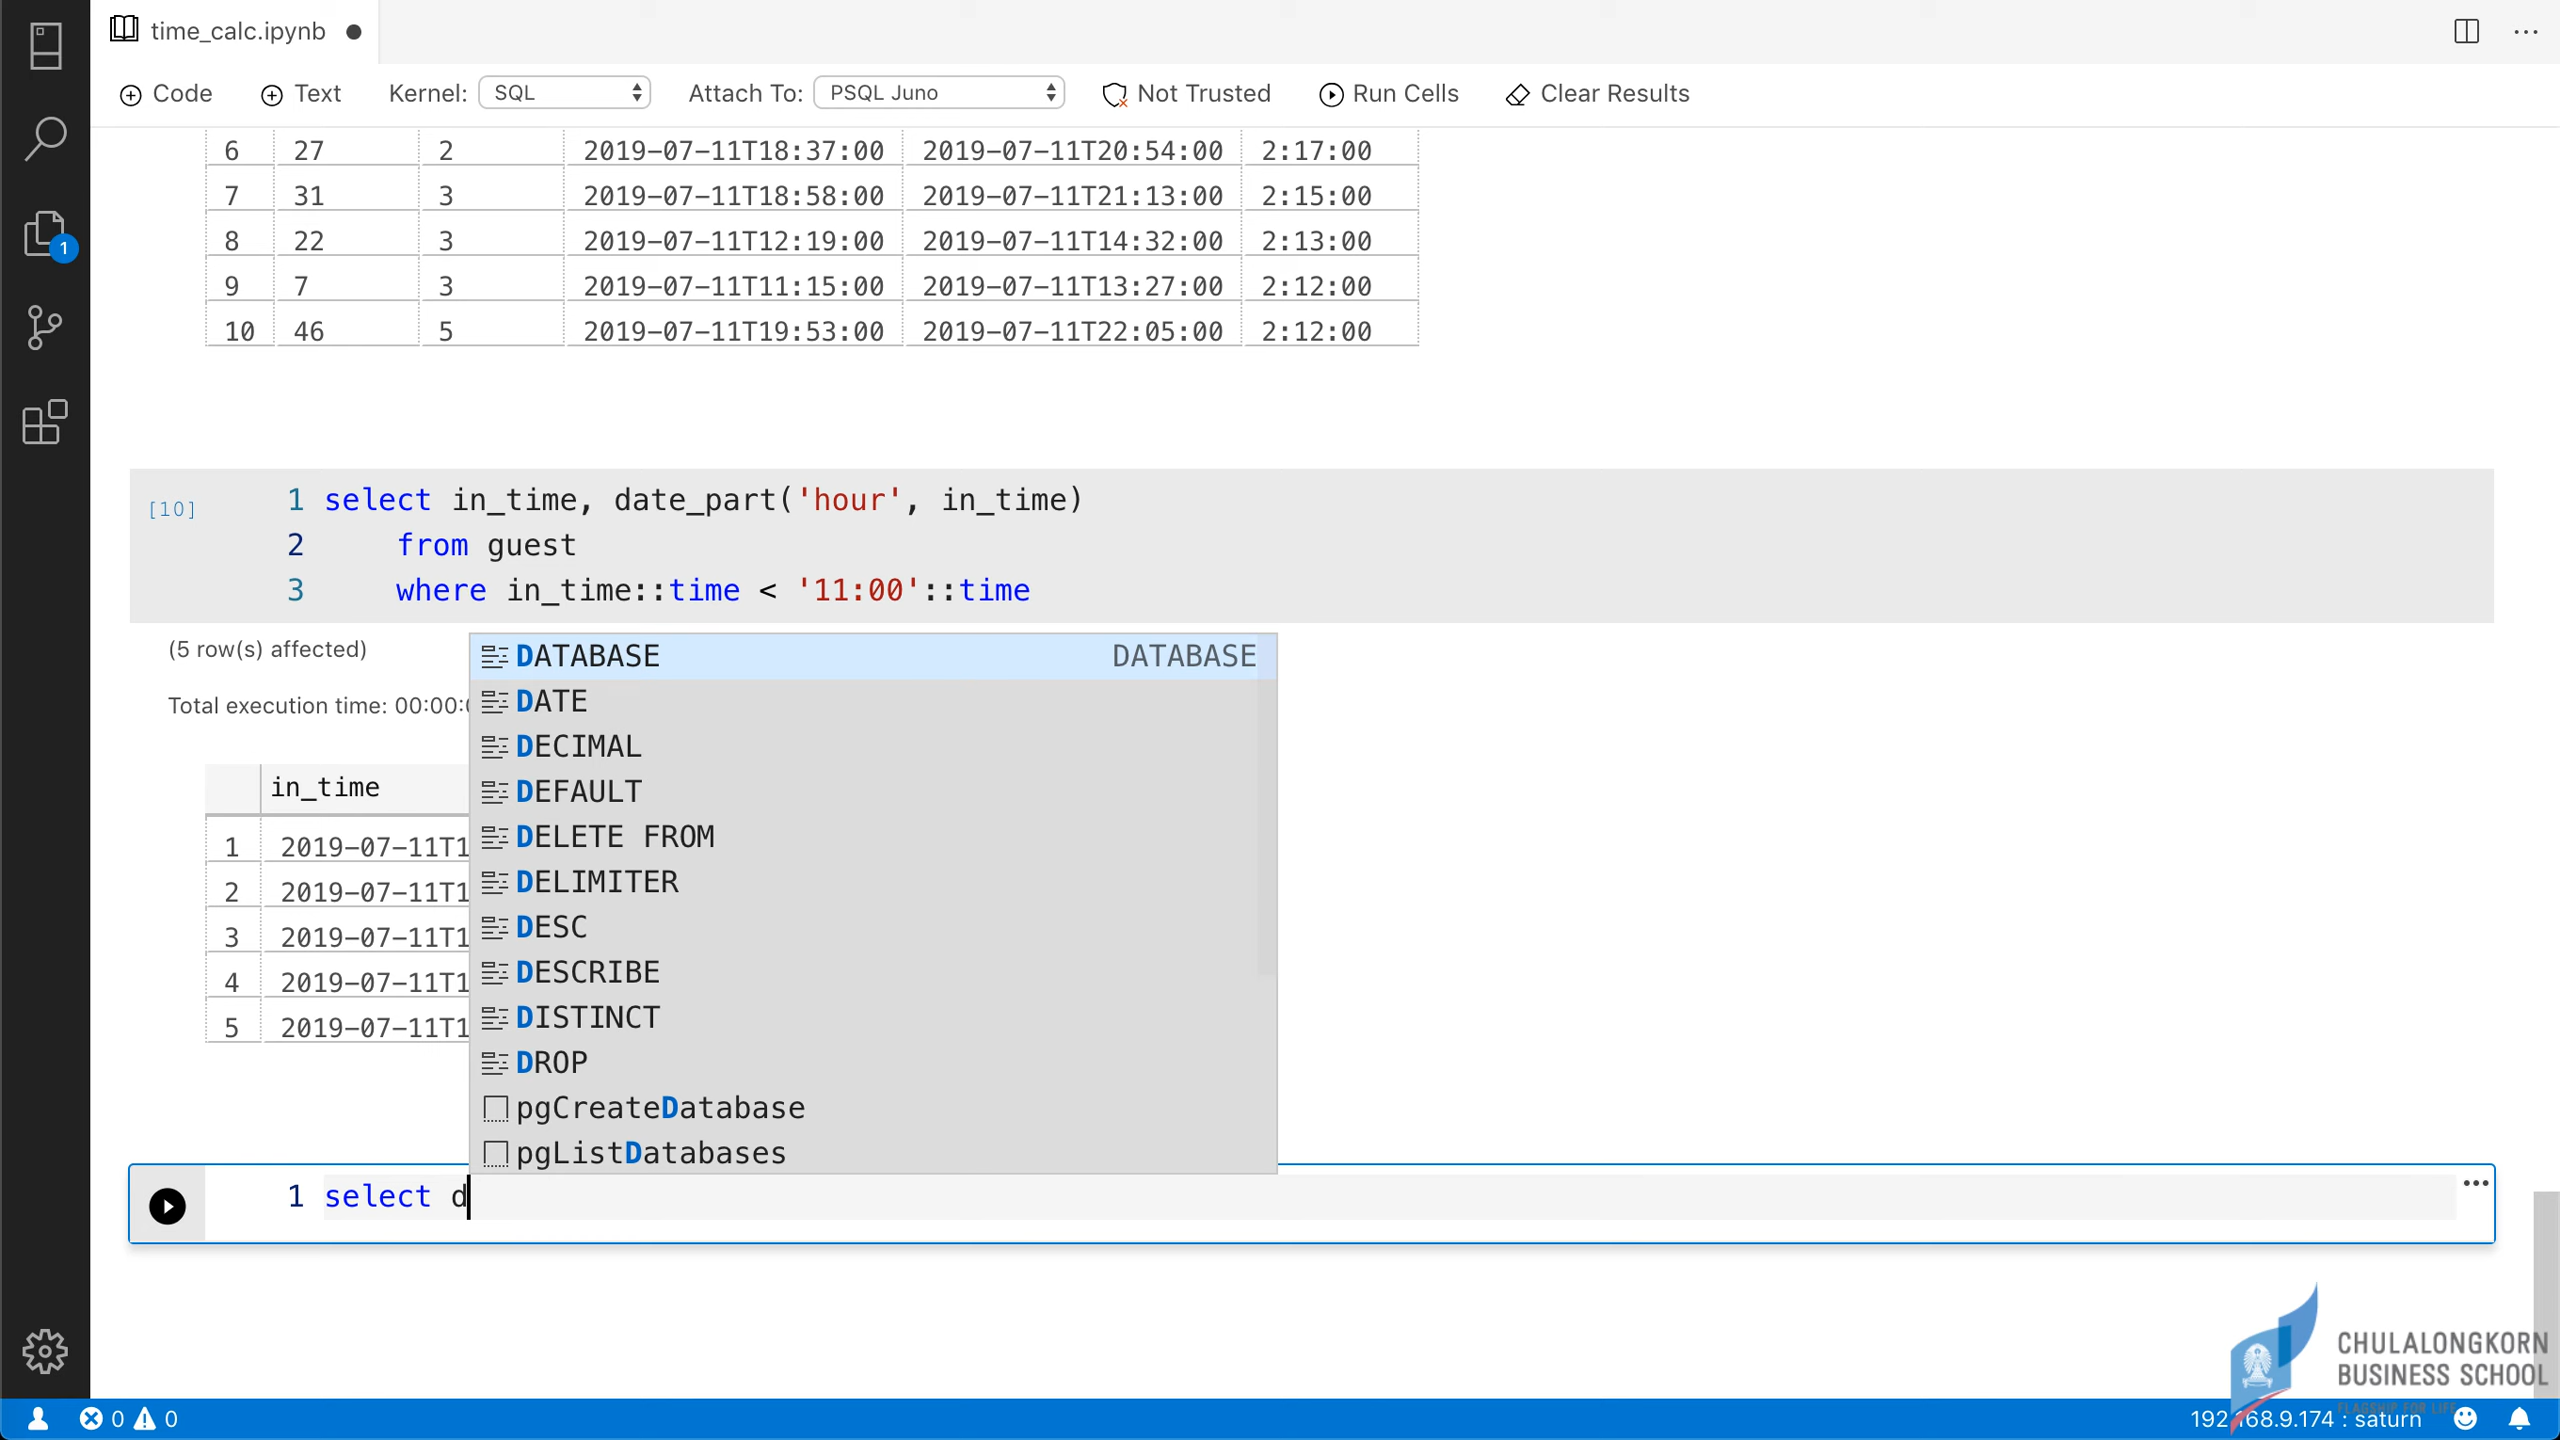 time_calc.ipynb
Code Text Kernel: SQL Attach To: PSQL Juno Not Trusted Run Cells Clear Results
6 27 2 2019-07-11T18:37:00 2019-07-11T20:54:00 2:17:00
7 31 3 2019-07-11T18:58:00 2019-07-11T21:13:00 2:15:00
1
8 22 3 2019-07-11T12:19:00 2019-07-11T14:32:00 2:13:00
9 7 3 2019-07-11T11:15:00 2019-07-11T13:27:00 2:12:00
10 46 5 2019-07-11T19:53:00 2019-07-11T22:05:00 2:12:00
[10] 1 select in_time, date_part('hour', in_time)
2 from guest
3 where in_time::time < '11:00'::time
(5 row(s) affected)
Total execution time: 00:00:
DATABASE DATABASE
DATE
DECIMAL
DEFAULT
DELETE FROM
DELIMITER
DESC
DESCRIBE
DISTINCT
DROP
pgCreateDatabase
pgListDatabases
in_time
1 2019-07-11T1
2 2019-07-11T1
3 2019-07-11T1
4 2019-07-11T1
5 2019-07-11T1
1 select d
CHULALONGKORN
BUSINESS SCHOOL
FLAGSHIP FOR LIFE
0 0 192.168.9.174 : saturn